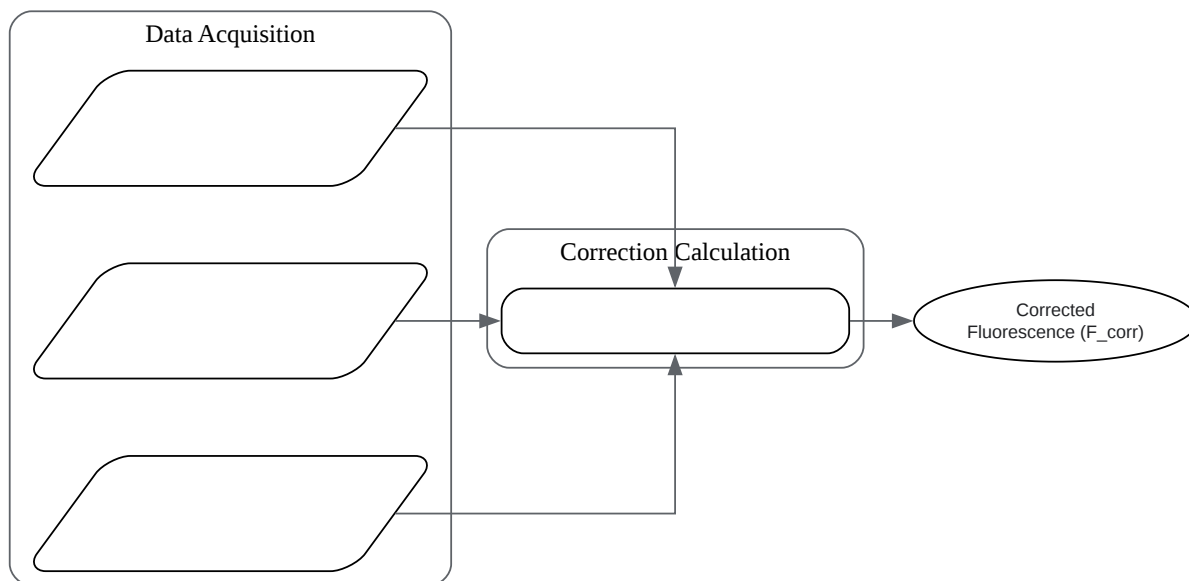 Data Acquisition
Correction Calculation
Corrected
Fluorescence (F_corr)